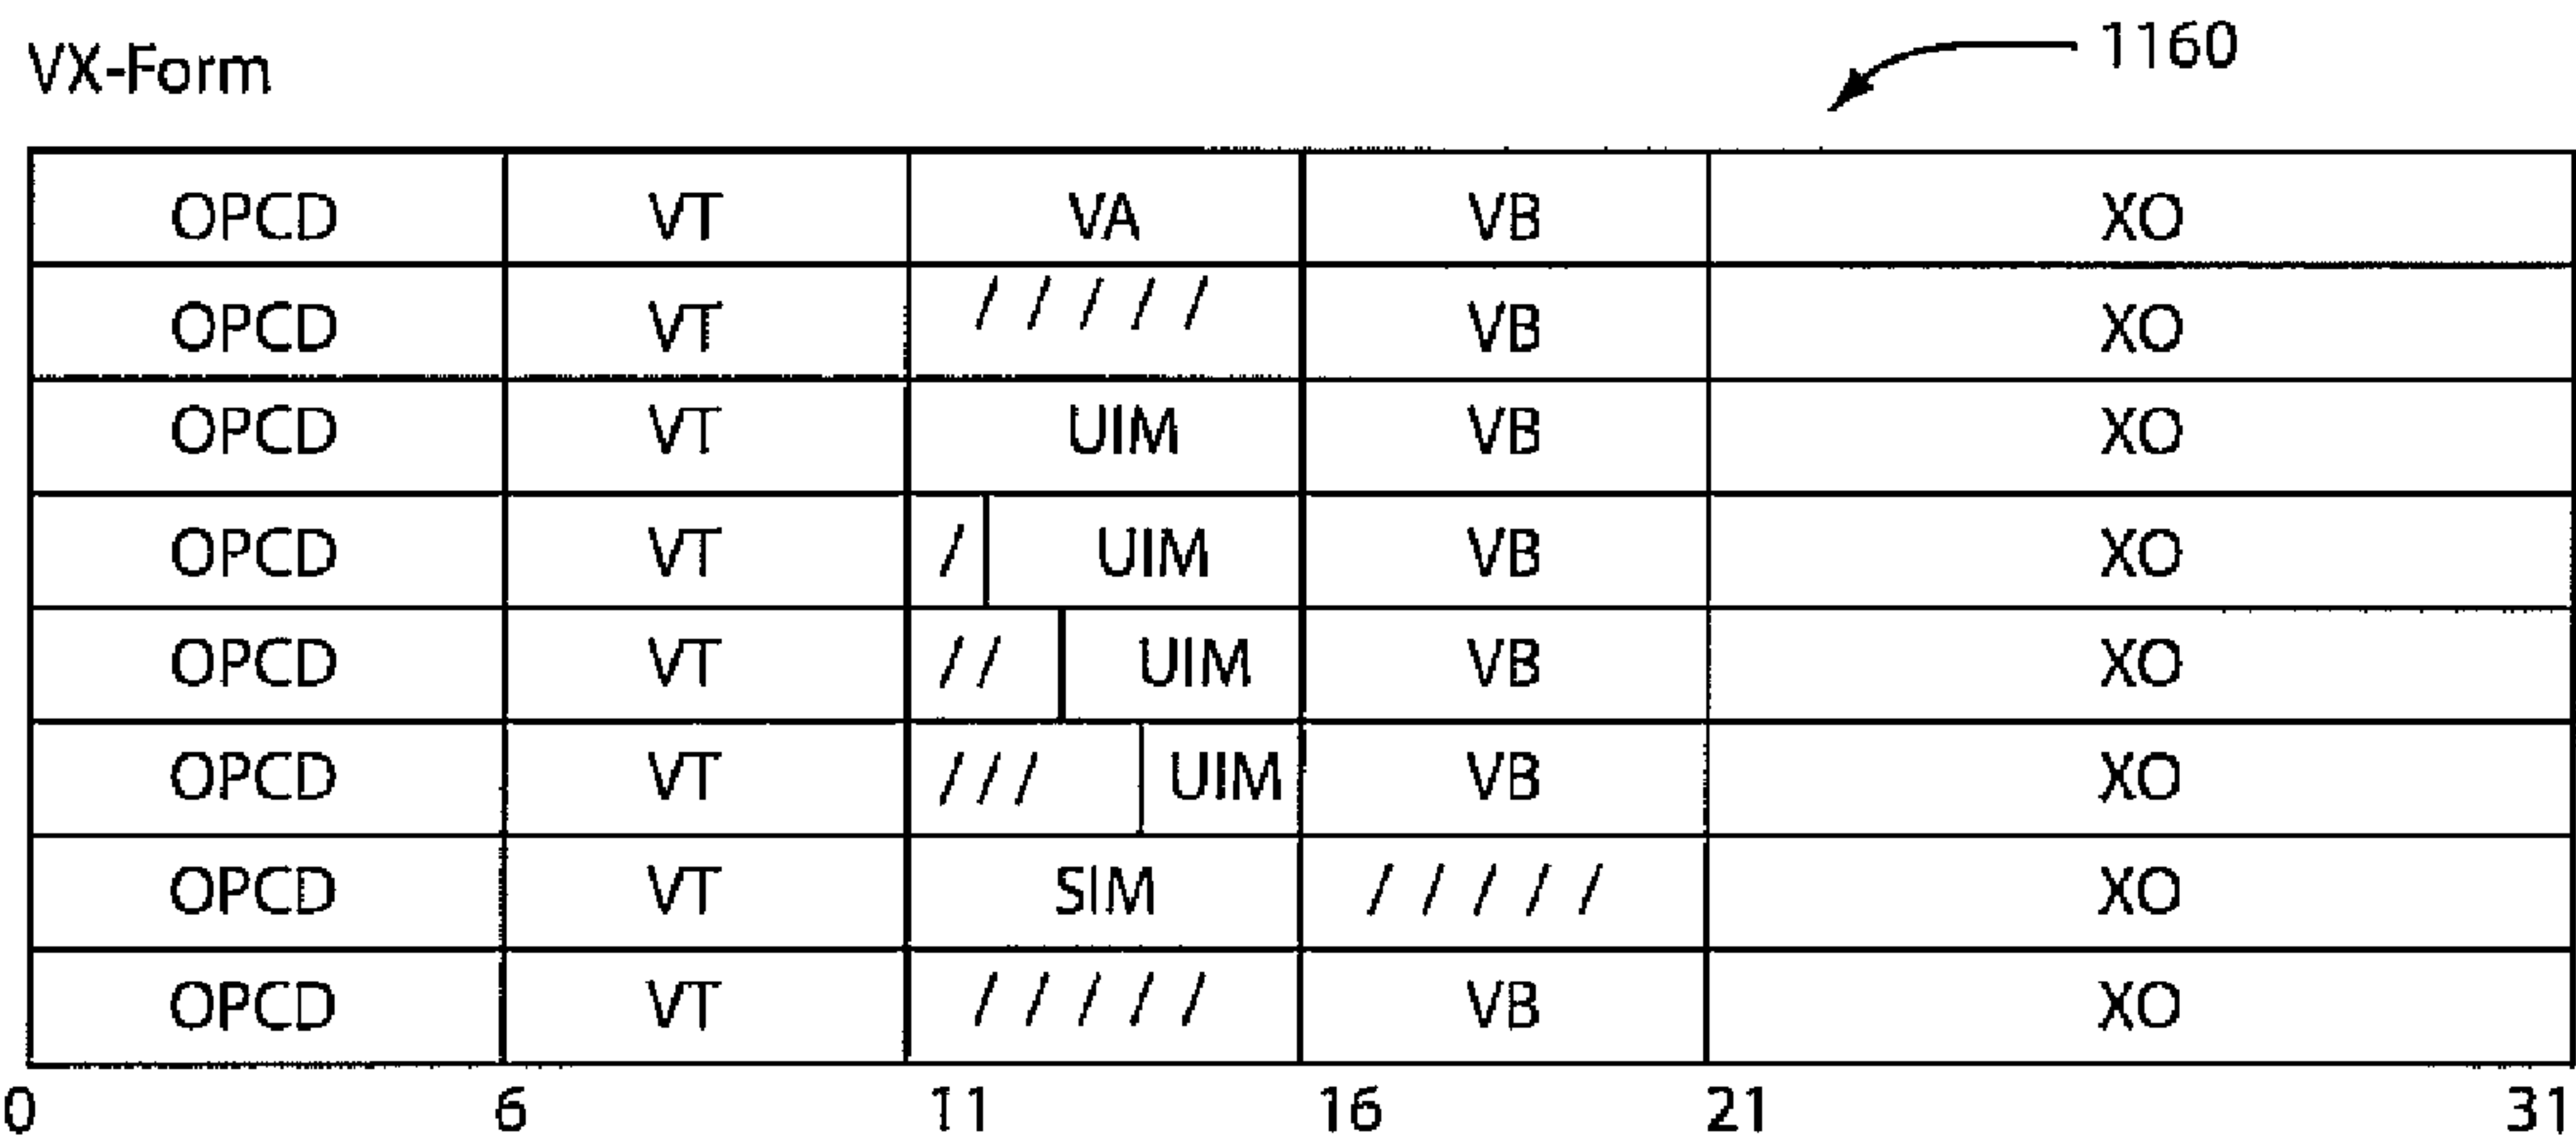 VX-Form 1160
OPCD VT VA VB XO
OPCD VT / / / / / VB XO
OPCD VT UIM VB XO
OPCD VT / UIM VB XO
OPCD VT / / UIM VB XO
OPCD VT / / / UIM VB XO
OPCD VT SIM / / / / / XO
OPCD VT / / / / / VB XO
0 6 11 16 21 31